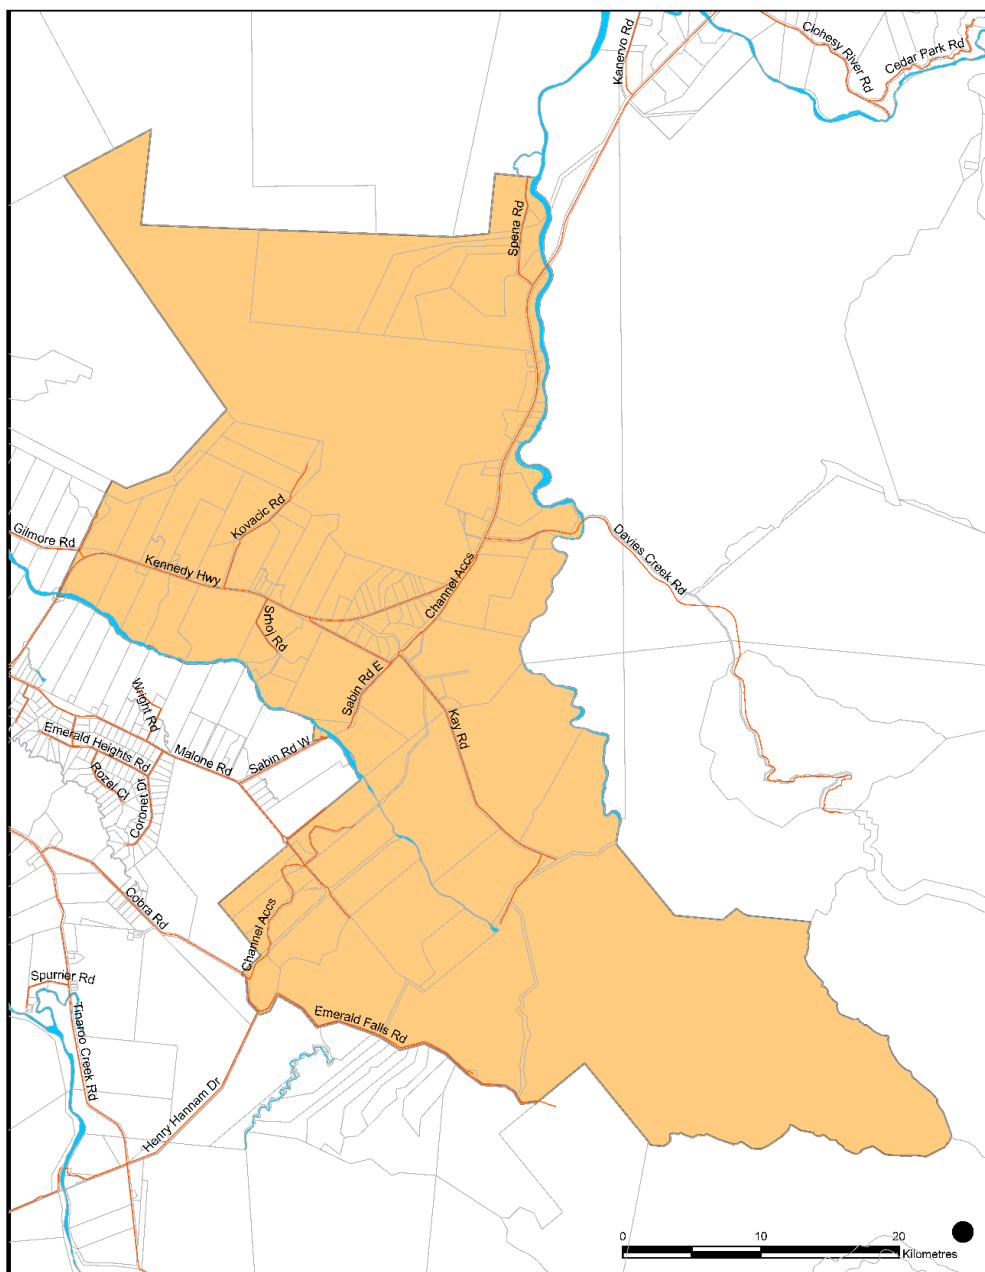 Kanervo Rd
Clohesy River Rd
Cedar Park Rd
Spena Rd
Gilmore Rd
Kovacic Rd
Kennedy Hwy
Davies Creek Rd
Channel Accs
Srhoj Rd
Sabin Rd E
Wright Rd
Kay Rd
Emerald Heights Rd
Malone Rd
Sabin Rd W
Rozel Cl
Coronet Dr
Cobra Rd
Channel Accs
Spurrier Rd
Tinaroo Creek Rd
Emerald Falls Rd
Henry Hannam Dr
0 10 20
Kilometres